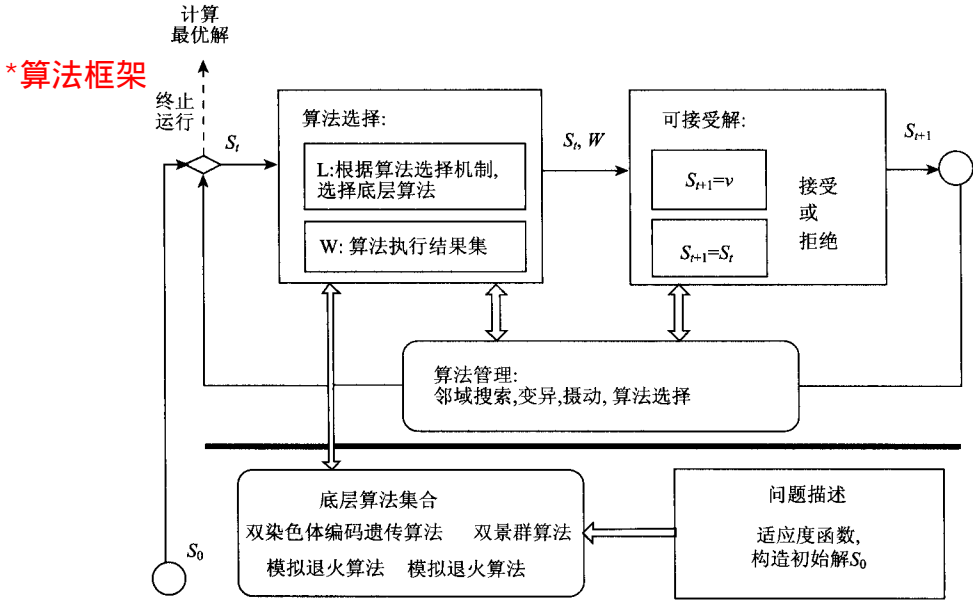 计算
最优解
*算法框架
终止
运行
S_t
算法选择:
L:根据算法选择机制,
选择底层算法
W: 算法执行结果集
S_t, W
可接受解:
S_{t+1}=v
S_{t+1}=S_t
接受
或
拒绝
S_{t+1}
算法管理:
邻域搜索,变异,摄动, 算法选择
底层算法集合
双染色体编码遗传算法 双景群算法
模拟退火算法 模拟退火算法
问题描述
适应度函数,
构造初始解S_0
S_0